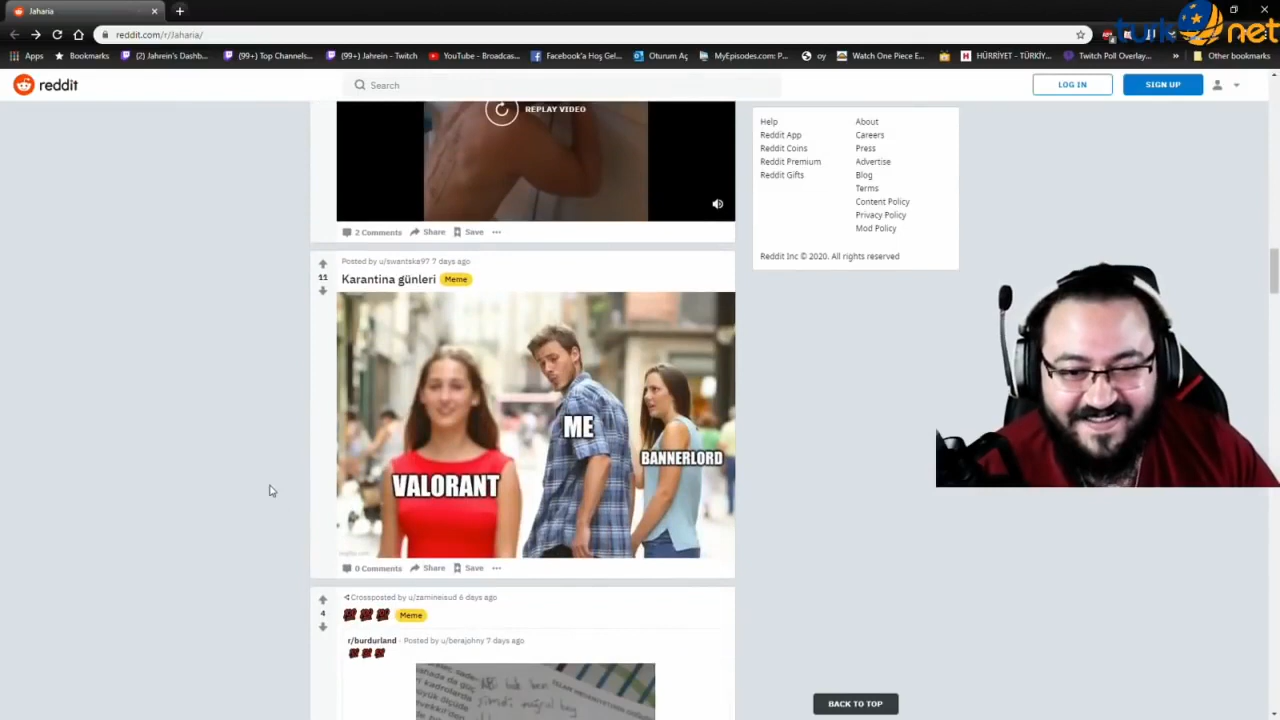 Jaharia
reddit.com/r/Jaharia/
turk net
Apps
Bookmarks
(2) Jahrein's Dashb...
(99+) Top Channels...
(99+) Jahrein - Twitch
YouTube - Broadcas...
Facebook'a Hoş Gel...
Oturum Aç
MyEpisodes.com: P...
oy
Watch One Piece E...
HÜRRİYET - TÜRKİY...
Twitch Poll Overlay...
Other bookmarks
reddit
Search
LOG IN
SIGN UP
REPLAY VIDEO
2 Comments Share Save
Help
Reddit App
Reddit Coins
Reddit Premium
Reddit Gifts
About
Careers
Press
Advertise
Blog
Terms
Content Policy
Privacy Policy
Mod Policy
Reddit Inc © 2020. All rights reserved
Posted by u/swantska97 7 days ago
11
Karantina günleri Meme
VALORANT
ME
BANNERLORD
imgflip.com
0 Comments Share Save
Crossposted by u/zamineisud 6 days ago
4
💯 💯 💯 Meme
r/burdurland · Posted by u/berajohny 7 days ago
💯 💯 💯
BACK TO TOP